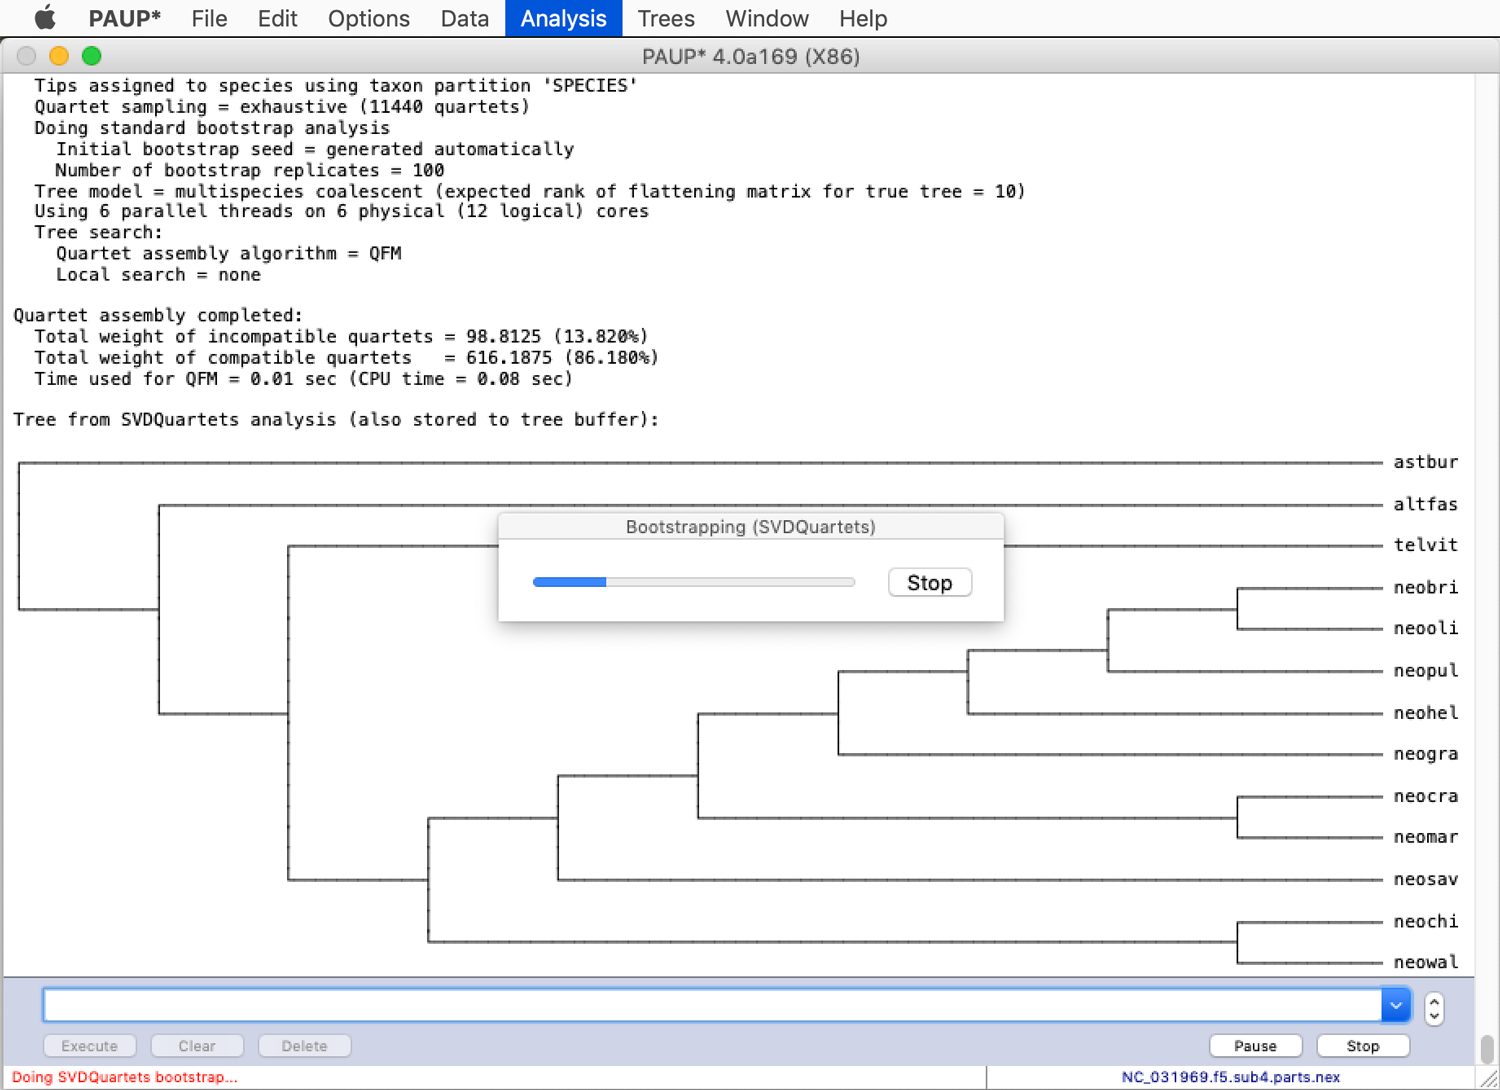 PAUP* File Edit Options Data Analysis Trees Window Help
PAUP* 4.0a169 (X86)
Tips assigned to species using taxon partition 'SPECIES'
Quartet sampling = exhaustive (11440 quartets)
Doing standard bootstrap analysis
Initial bootstrap seed = generated automatically
Number of bootstrap replicates = 100
Tree model = multispecies coalescent (expected rank of flattening matrix for true tree = 10)
Using 6 parallel threads on 6 physical (12 logical) cores
Tree search:
Quartet assembly algorithm = QFM
Local search = none
Quartet assembly completed:
Total weight of incompatible quartets = 98.8125 (13.820%)
Total weight of compatible quartets = 616.1875 (86.180%)
Time used for QFM = 0.01 sec (CPU time = 0.08 sec)
Tree from SVDQuartets analysis (also stored to tree buffer):
astbur
altfas
Bootstrapping (SVDQuartets)
telvit
Stop
neobri
neooli
neopul
neohel
neogra
neocra
neomar
neosav
neochi
neowal
Execute Clear Delete Pause Stop
Doing SVDQuartets bootstrap... NC_031969.f5.sub4.parts.nex